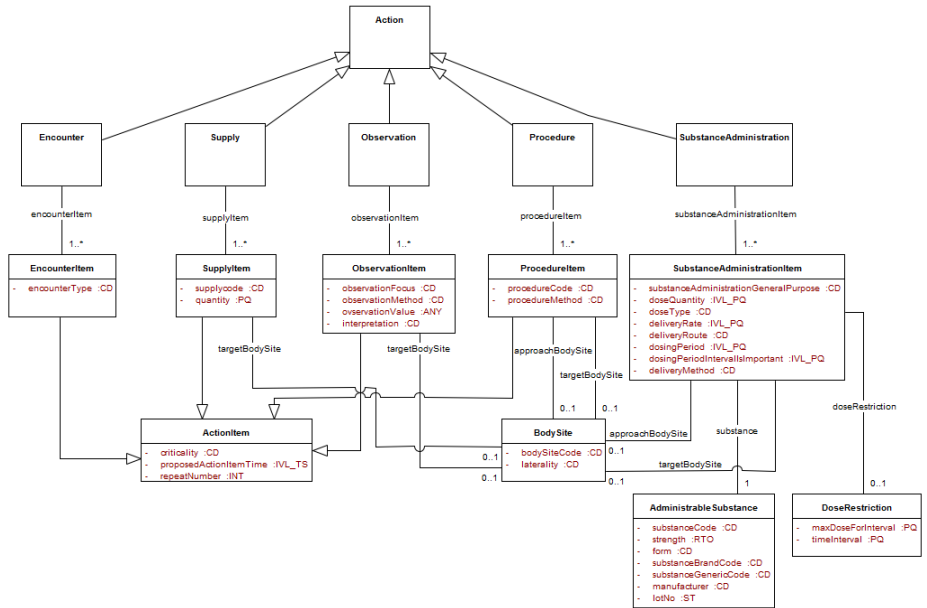 Action
Encounter
Supply
Observation
Procedure
SubstanceAdministration
encounterItem
supplyItem
observationItem
procedureItem
substanceAdministrationItem
1..*
1..*
1..*
1..*
1..*
EncounterItem
- encounterType :CD
SupplyItem
- supplycode :CD
- quantity :PQ
ObservationItem
- observationFocus :CD
- observationMethod :CD
- ovservationValue :ANY
- interpretation :CD
ProcedureItem
- procedureCode :CD
- procedureMethod :CD
SubstanceAdministrationItem
- substanceAdministrationGeneralPurpose :CD
- doseQuantity :IVL_PQ
- doseType :CD
- deliveryRate :IVL_PQ
- deliveryRoute :CD
- dosingPeriod :IVL_PQ
- dosingPeriodIntervalIsImportant :IVL_PQ
- deliveryMethod :CD
targetBodySite
targetBodySite
approachBodySite
targetBodySite
0..1
0..1
doseRestriction
ActionItem
- criticality :CD
- proposedActionItemTime :IVL_TS
- repeatNumber :INT
BodySite
- bodySiteCode :CD
- laterality :CD
0..1
0..1
approachBodySite
0..1
substance
targetBodySite
0..1
1
0..1
AdministrableSubstance
- substanceCode :CD
- strength :RTO
- form :CD
- substanceBrandCode :CD
- substanceGenericCode :CD
- manufacturer :CD
- lotNo :ST
DoseRestriction
- maxDoseForInterval :PQ
- timeInterval :PQ